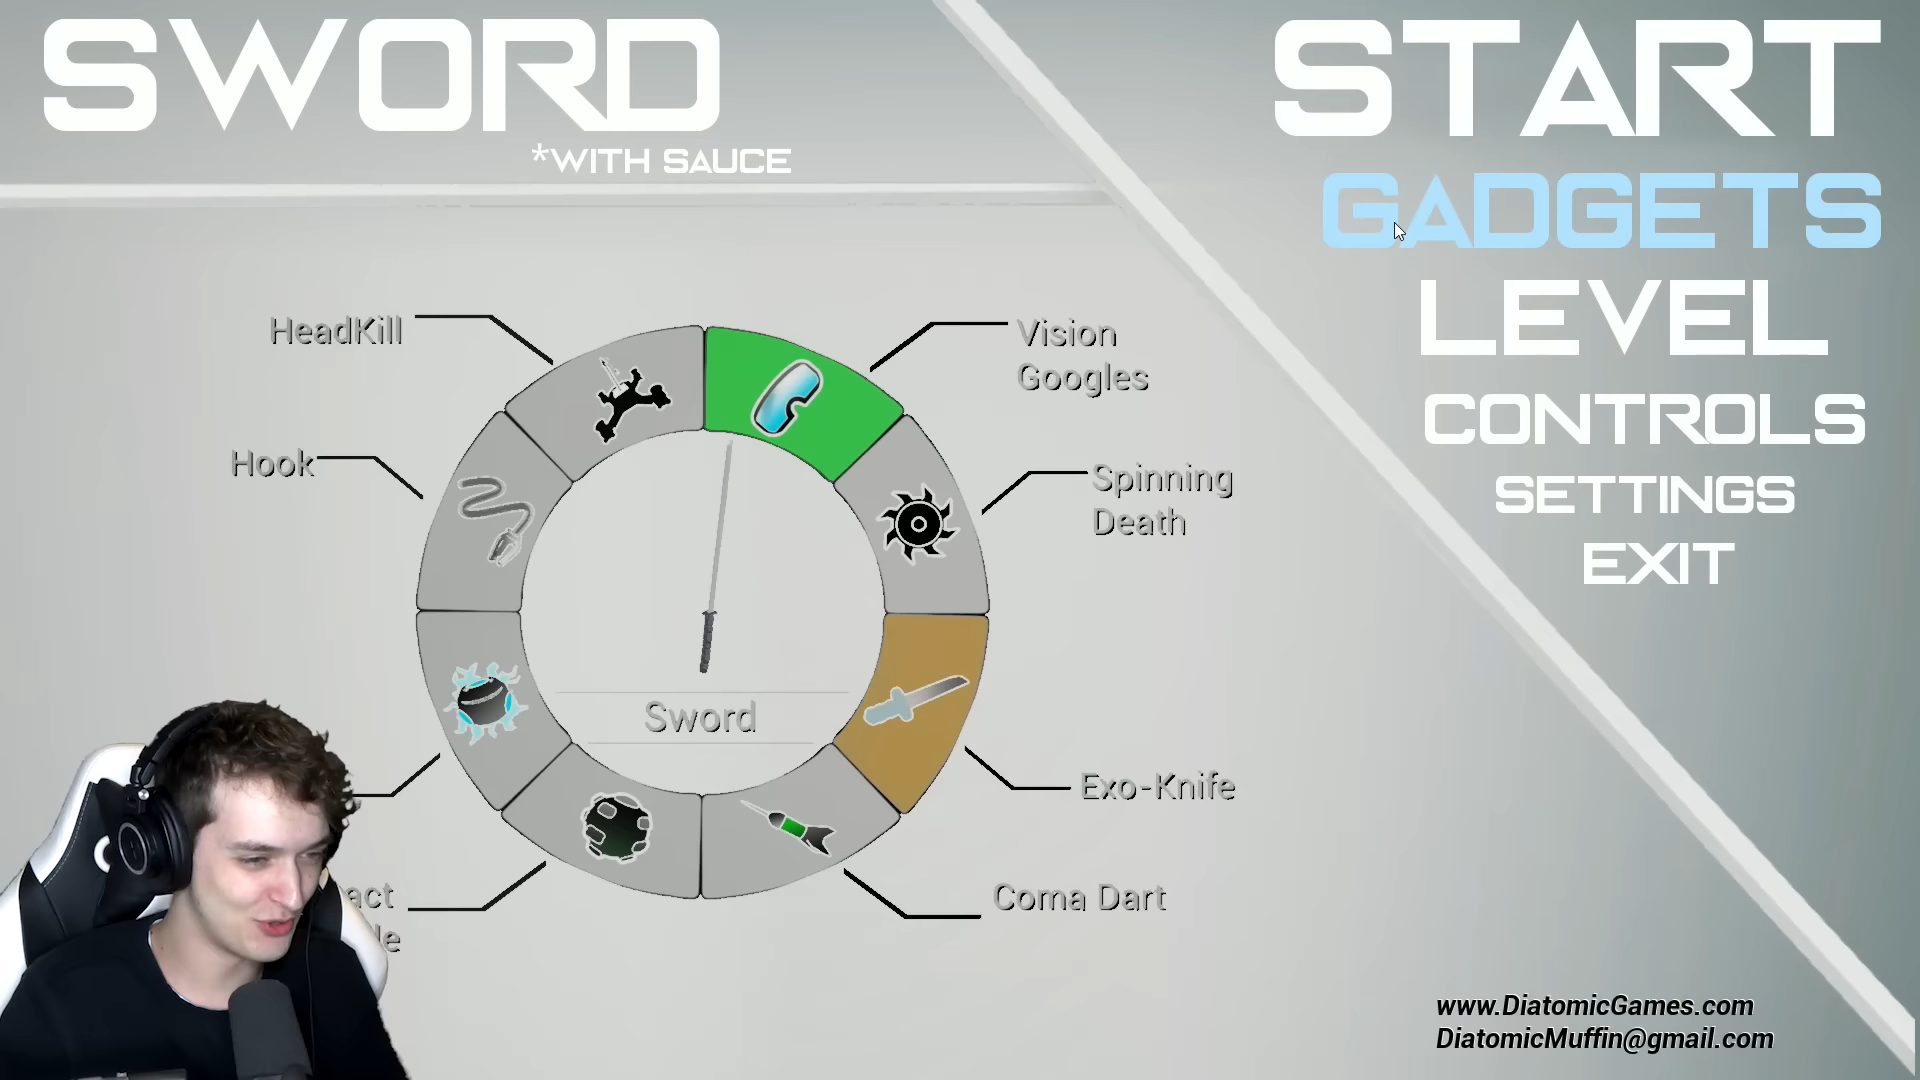 SWORD
*WITH SAUCE
START
GADGETS
LEVEL
CONTROLS
SETTINGS
EXIT
HeadKill
Vision
Googles
Hook
Spinning
Death
Sword
Exo-Knife
Coma Dart
www.DiatomicGames.com
DiatomicMuffin@gmail.com